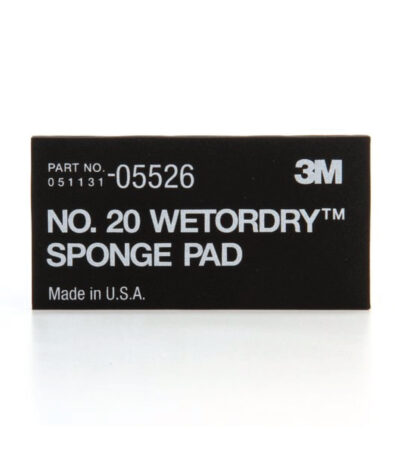 PART NO.
051131-05526
3M
NO. 20 WETORDRY™
SPONGE PAD
Made in U.S.A.